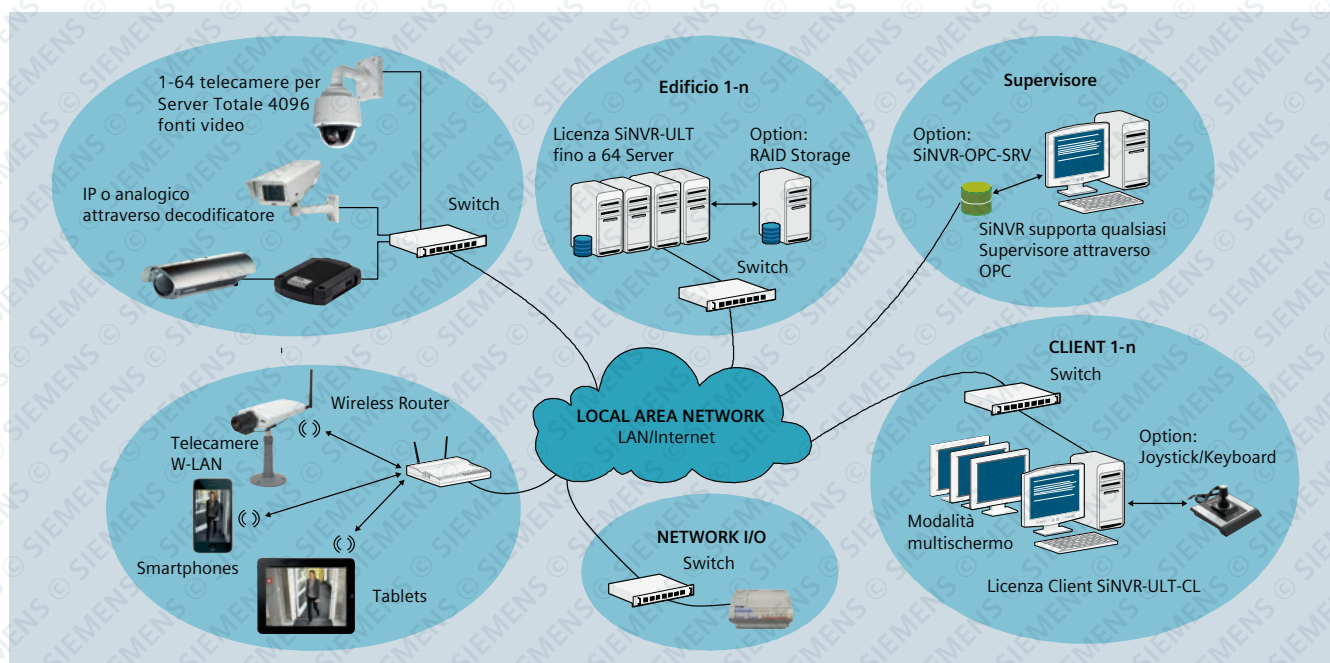 1-64 telecamere per
Server Totale 4096
fonti video
IP o analogico
attraverso decodificatore
Switch
Edificio 1-n
Licenza SiNVR-ULT
fino a 64 Server
Option:
RAID Storage
Switch
Supervisore
Option:
SiNVR-OPC-SRV
SiNVR supporta qualsiasi
Supervisore attraverso
OPC
Wireless Router
Telecamere
W-LAN
Smartphones
Tablets
LOCAL AREA NETWORK
LAN/Internet
NETWORK I/O
Switch
CLIENT 1-n
Switch
Option:
Joystick/Keyboard
Modalità
multischermo
Licenza Client SiNVR-ULT-CL
© SIEMENS